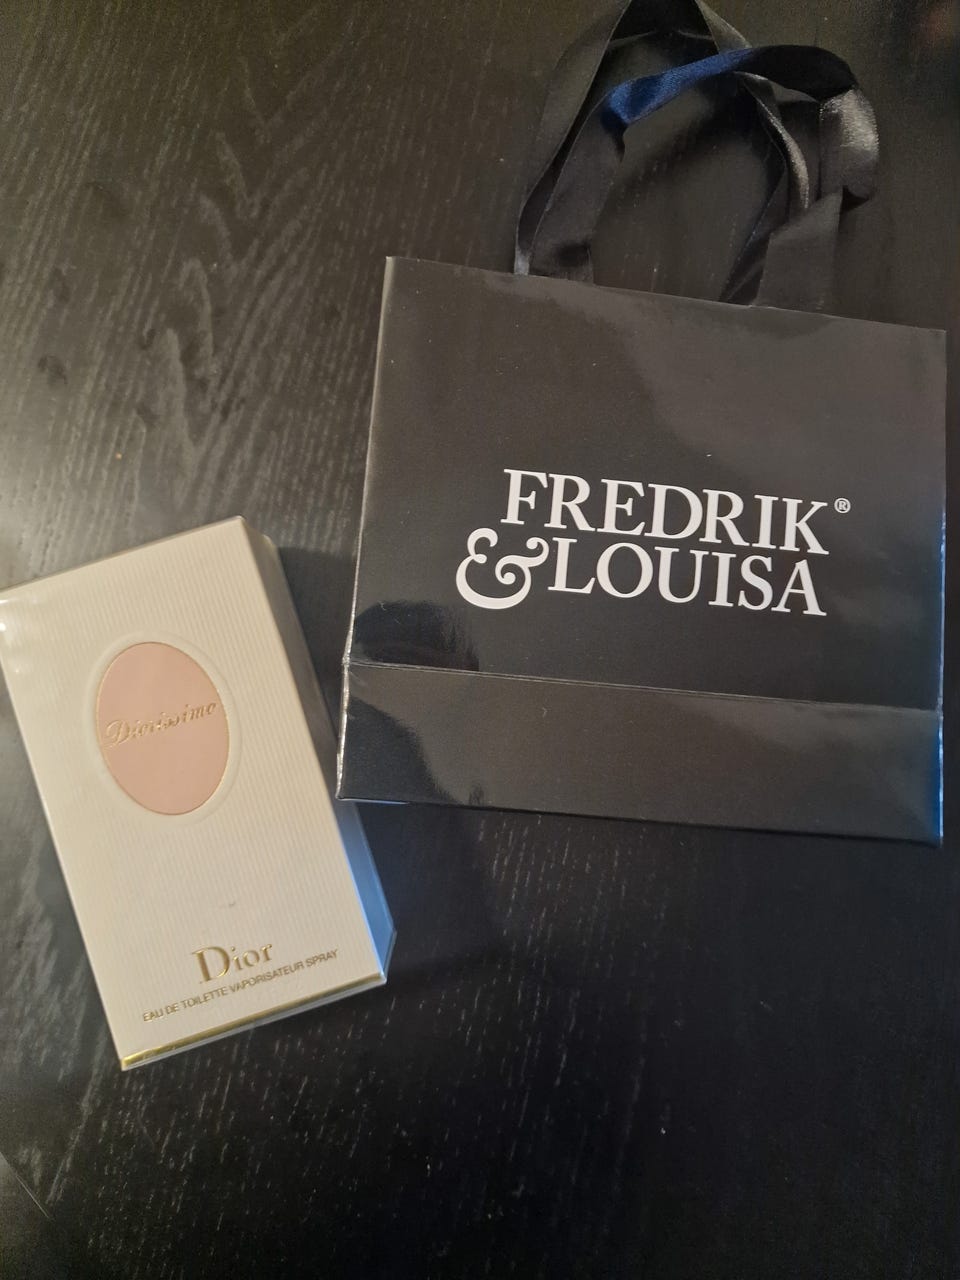 FREDRIK®
&LOUISA
Diorissimo
Dior
EAU DE TOILETTE VAPORISATEUR SPRAY